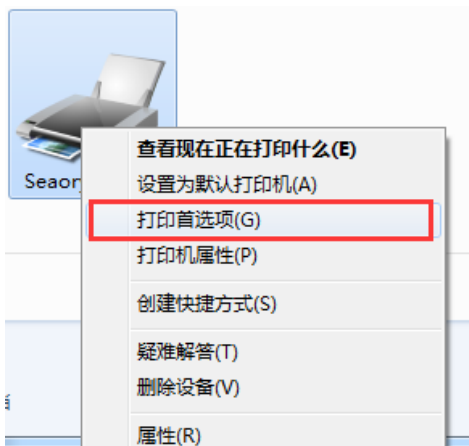 查看现在正在打印什么(E)
Seaory
设置为默认打印机(A)
打印首选项(G)
打印机属性(P)
创建快捷方式(S)
疑难解答(T)
删除设备(V)
属性(R)